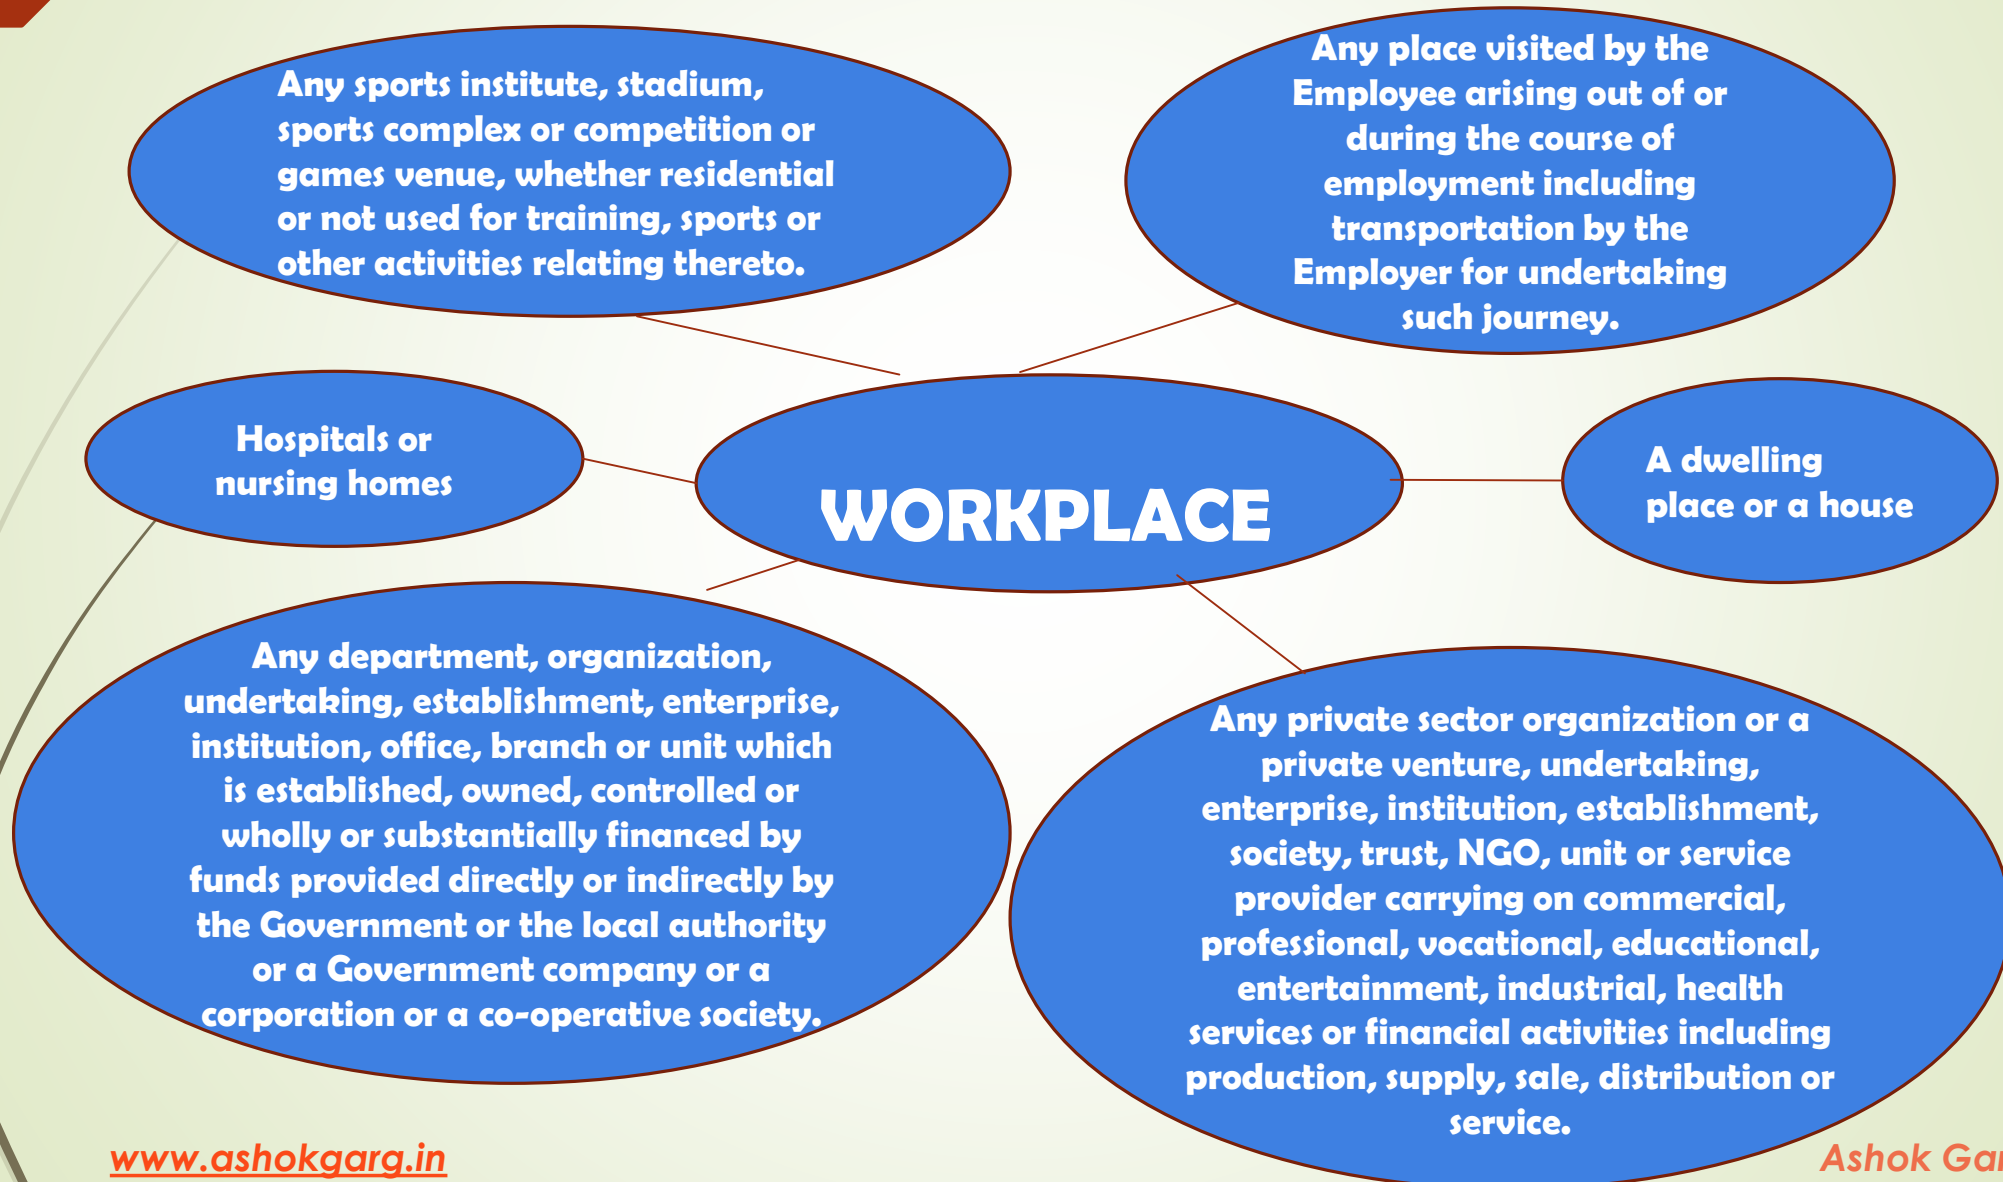 Any sports institute, stadium,
sports complex or competition or
games venue, whether residential
or not used for training, sports or
other activities relating thereto.
Any place visited by the
Employee arising out of or
during the course of
employment including
transportation by the
Employer for undertaking
such journey.
Hospitals or
nursing homes
WORKPLACE
A dwelling
place or a house
Any department, organization,
undertaking, establishment, enterprise,
institution, office, branch or unit which
is established, owned, controlled or
wholly or substantially financed by
funds provided directly or indirectly by
the Government or the local authority
or a Government company or a
corporation or a co-operative society.
Any private sector organization or a
private venture, undertaking,
enterprise, institution, establishment,
society, trust, NGO, unit or service
provider carrying on commercial,
professional, vocational, educational,
entertainment, industrial, health
services or financial activities including
production, supply, sale, distribution or
service.
www.ashokgarg.in
Ashok